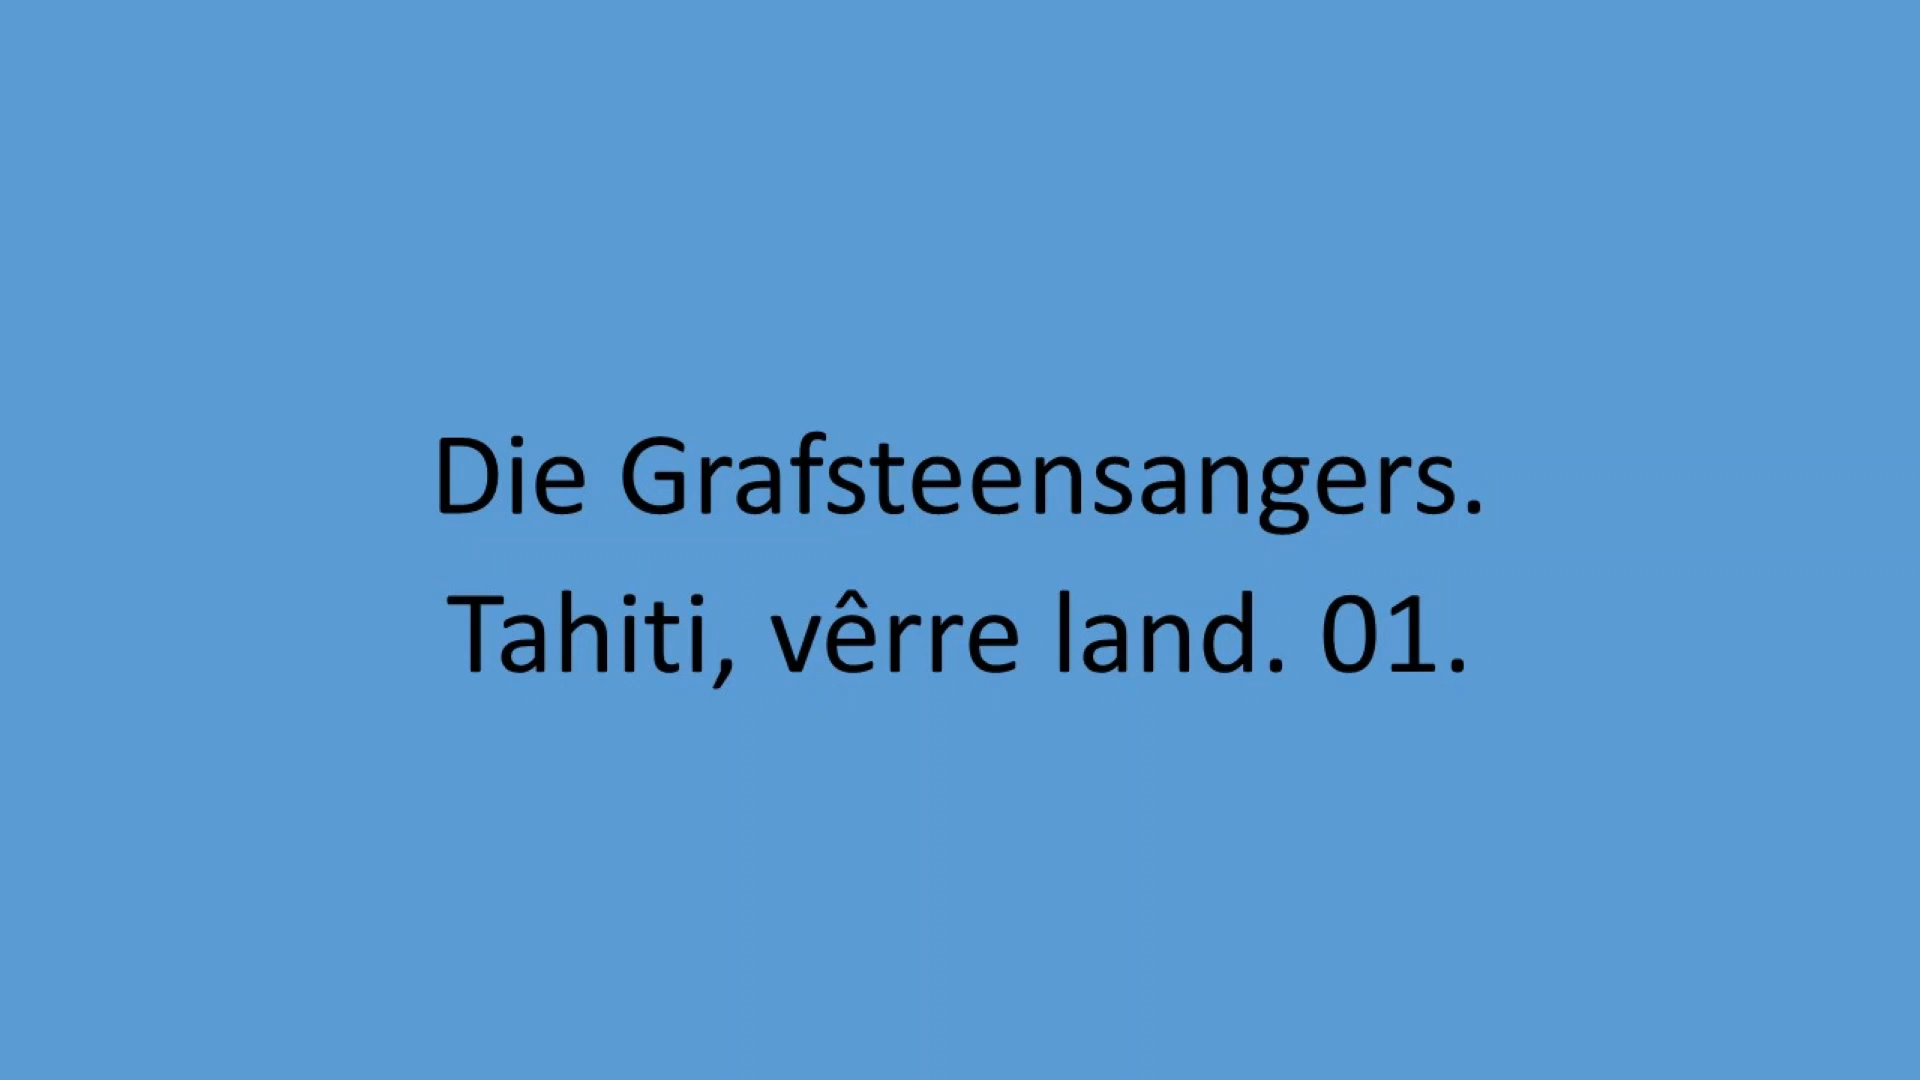 Die Grafsteensangers.
Tahiti, vêrre land. 01.